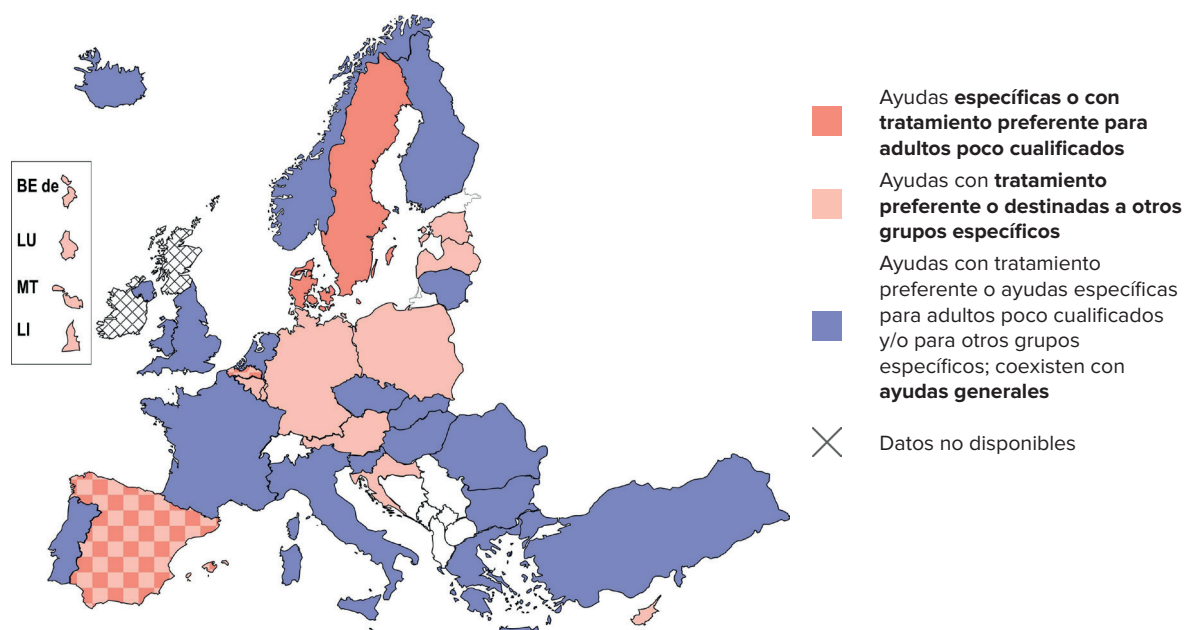 BE de
LU
MT
LI
Ayudas específicas o con
tratamiento preferente para
adultos poco cualificados
Ayudas con tratamiento
preferente o destinadas a otros
grupos específicos
Ayudas con tratamiento
preferente o ayudas específicas
para adultos poco cualificados
y/o para otros grupos
específicos; coexisten con
ayudas generales
Datos no disponibles